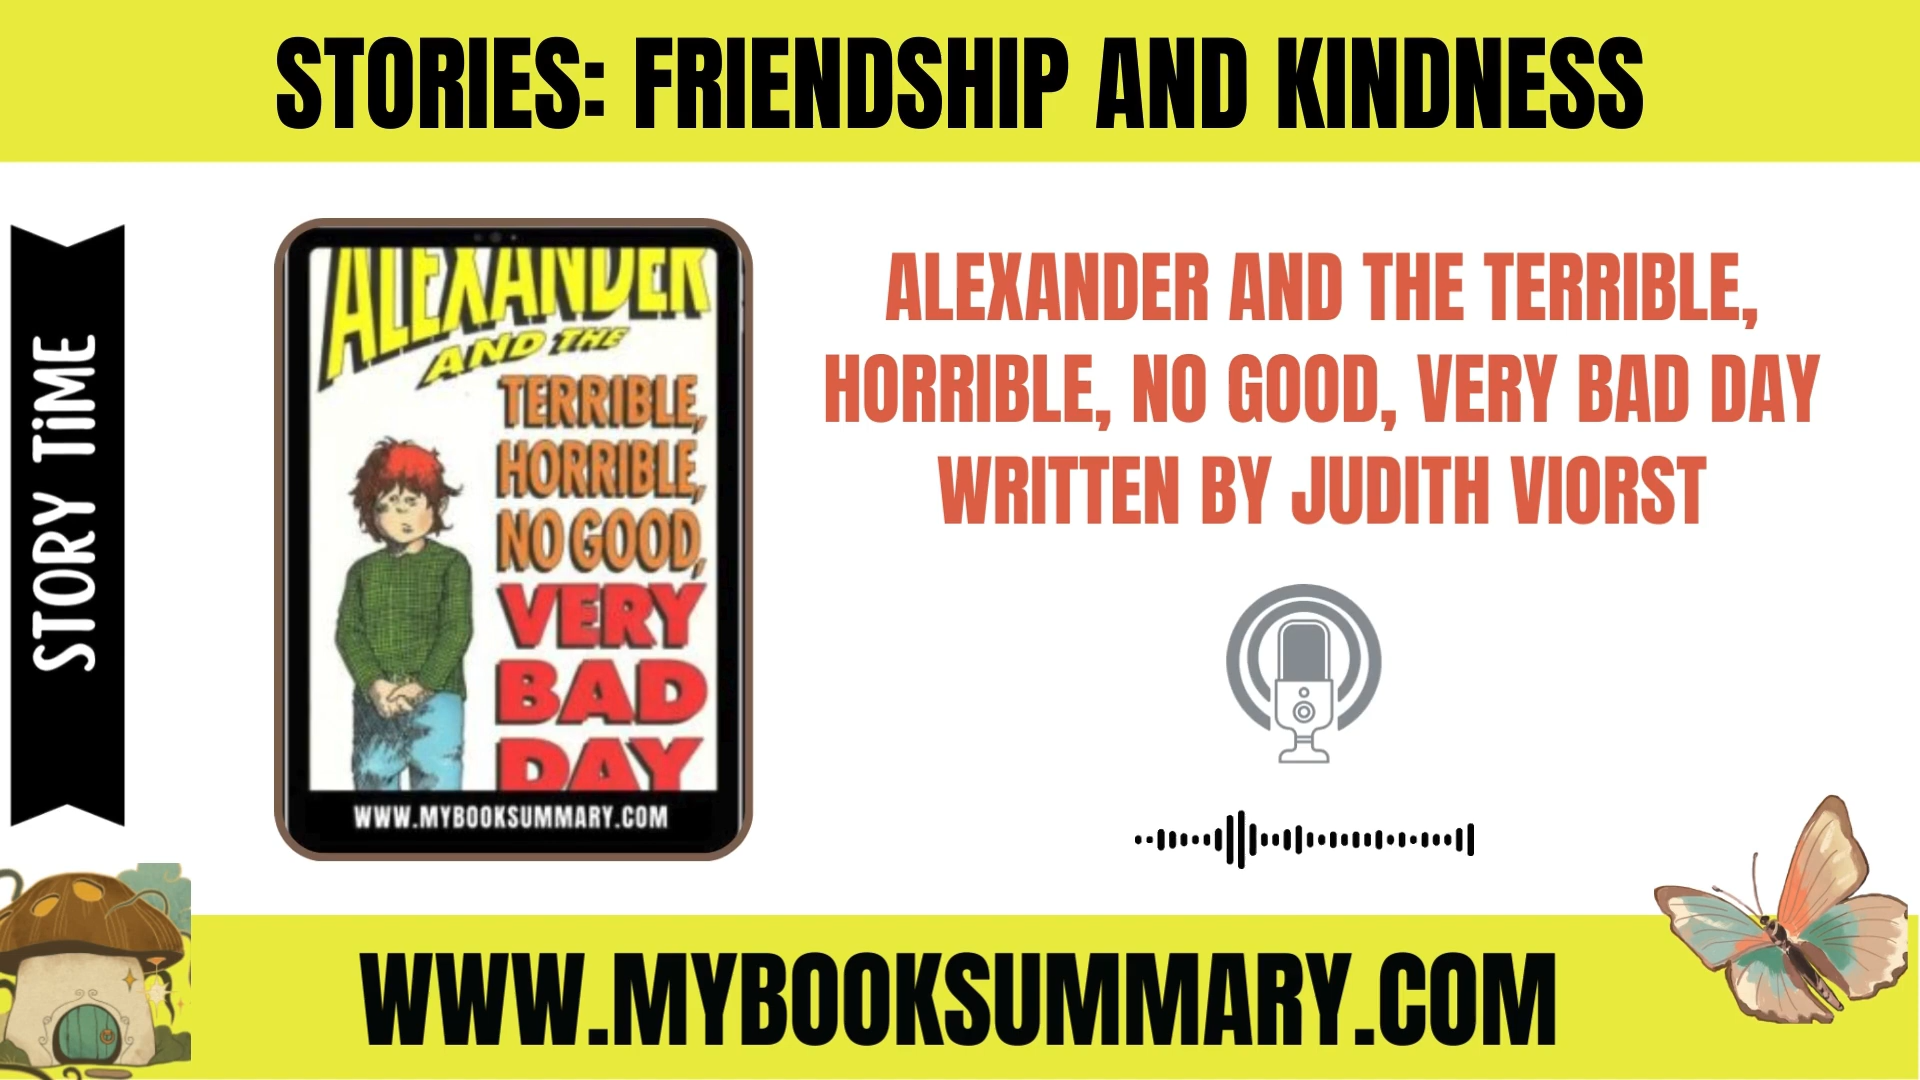 STORIES: FRIENDSHIP AND KINDNESS
STORY TiME
ALEXANDER
AND THE
TERRIBLE,
HORRIBLE,
NO GOOD,
VERY
BAD
DAY
WWW.MYBOOKSUMMARY.COM
ALEXANDER AND THE TERRIBLE,
HORRIBLE, NO GOOD, VERY BAD DAY
WRITTEN BY JUDITH VIORST
WWW.MYBOOKSUMMARY.COM